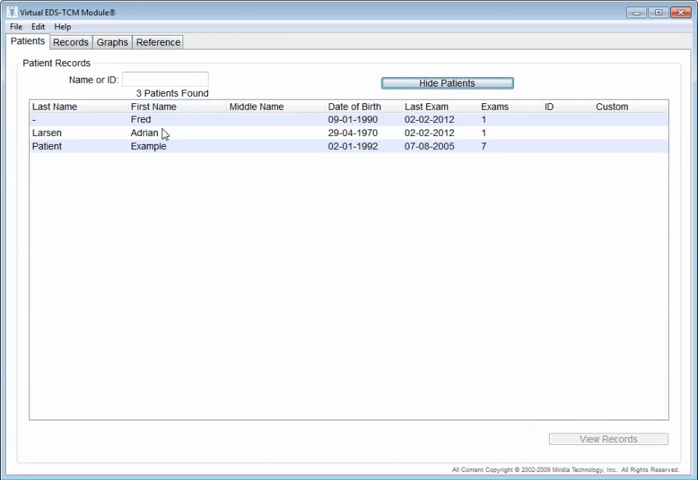 Virtual EDS-TCM Module®
File Edit Help
Patients Records Graphs Reference
Patient Records
Name or ID: Hide Patients
3 Patients Found
Last Name First Name Middle Name Date of Birth Last Exam Exams ID Custom
- Fred 09-01-1990 02-02-2012 1
Larsen Adrian 29-04-1970 02-02-2012 1
Patient Example 02-01-1992 07-08-2005 7
View Records
All Content Copyright © 2002-2009 Miridia Technology, Inc. All Rights Reserved.